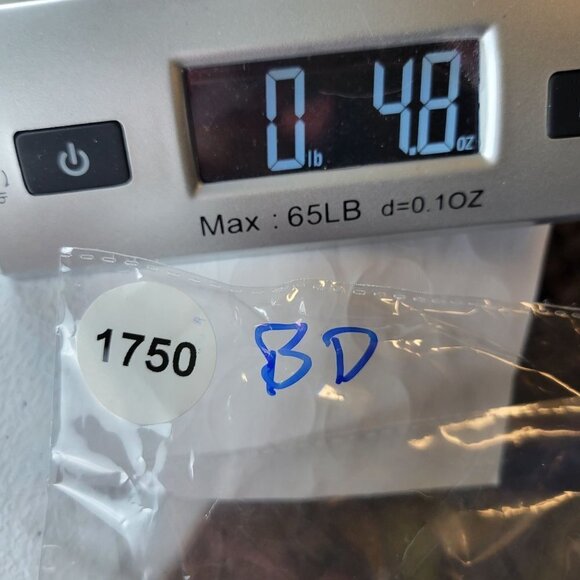 0 lb 4.8 oz
Max : 65LB d=0.1OZ
1750
BD